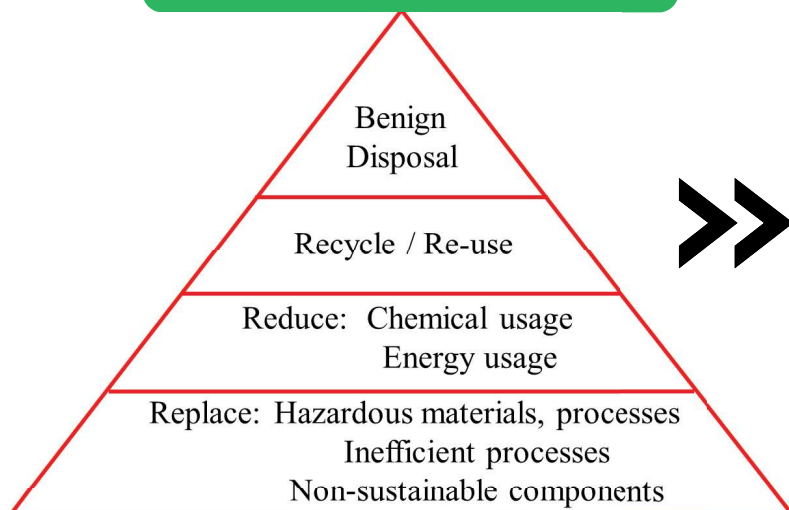 Benign
Disposal
Recycle / Re-use
Reduce: Chemical usage
Energy usage
Replace: Hazardous materials, processes
Inefficient processes
Non-sustainable components